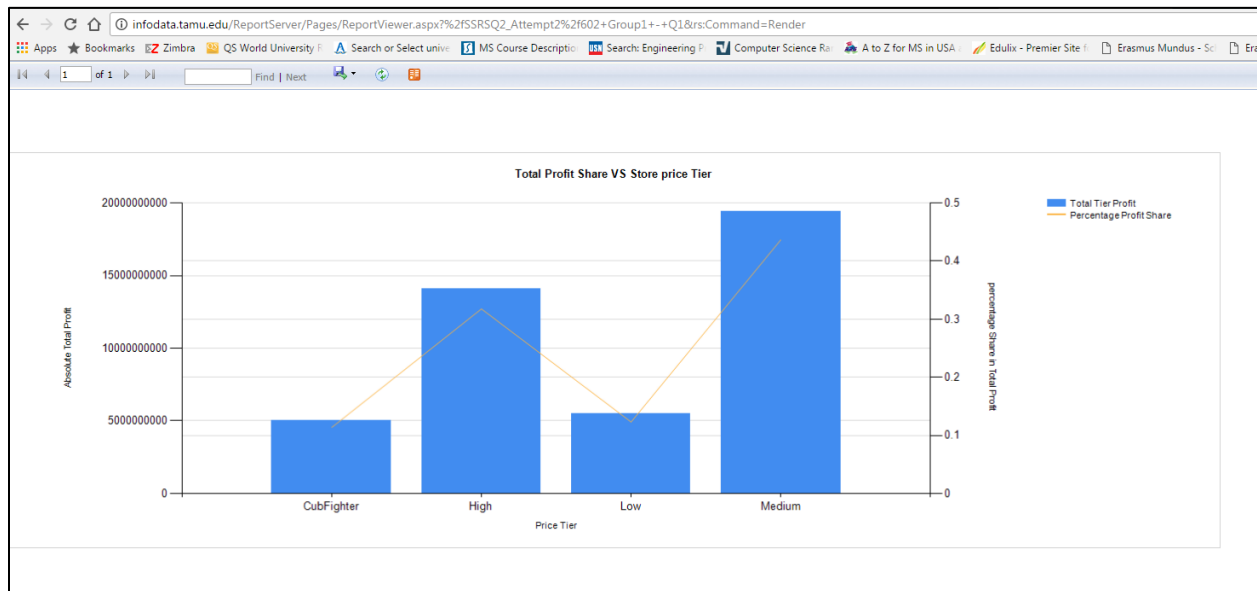 infodata.tamu.edu/ReportServer/Pages/ReportViewer.aspx?%2fSSRSQ2_Attempt2%2f602+Group1+-+Q1&rs:Command=Render
Apps Bookmarks Zimbra QS World University Search or Select unive MS Course Descriptio Search: Engineering Computer Science Ra A to Z for MS in USA Edulix - Premier Site Erasmus Mundus - Sc Era
1 of 1 Find | Next
Total Profit Share VS Store price Tier
20000000000
15000000000
10000000000
5000000000
0
Absolute Total Profit
0.5
0.4
0.3
0.2
0.1
0
percentage Share in Total Profit
Total Tier Profit
Percentage Profit Share
CubFighter High Low Medium
Price Tier